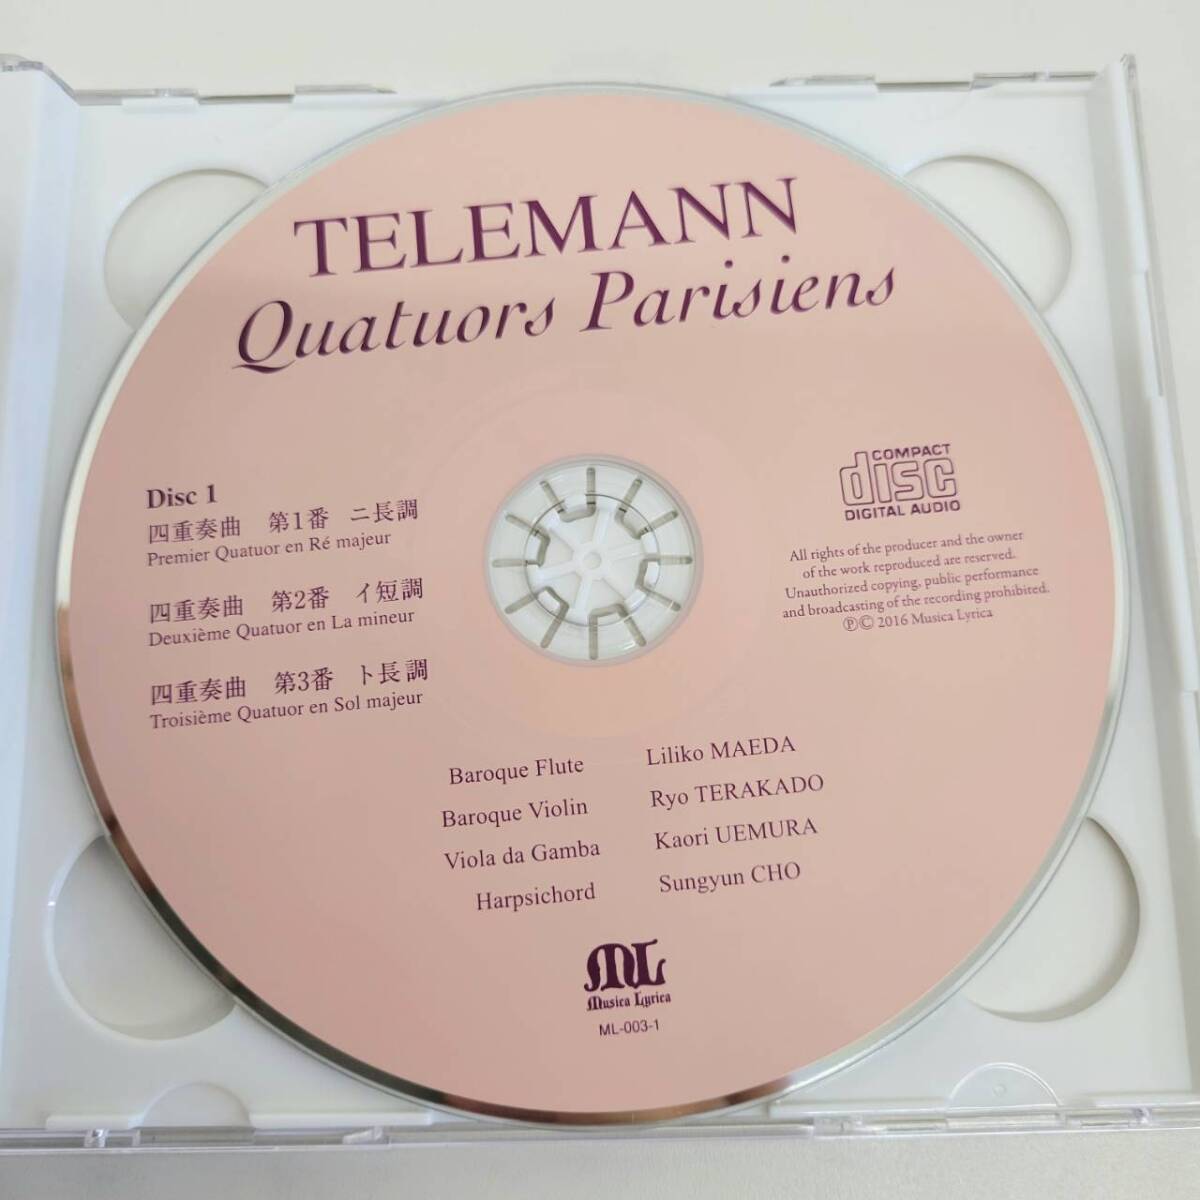 TELEMANN
Quatuors Parisiens
Disc 1
四重奏曲　第1番　ニ長調
Premier Quatuor en Ré majeur
四重奏曲　第2番　イ短調
Deuxième Quatuor en La mineur
四重奏曲　第3番　ト長調
Troisième Quatuor en Sol majeur
COMPACT
disc
DIGITAL AUDIO
All rights of the producer and the owner
of the work reproduced are reserved.
Unauthorized copying, public performance
and broadcasting of the recording prohibited.
ⓅⒸ 2016 Musica Lyrica
Baroque Flute Liliko MAEDA
Baroque Violin Ryo TERAKADO
Viola da Gamba Kaori UEMURA
Harpsichord Sungyun CHO
ML
Musica Lyrica
ML-003-1